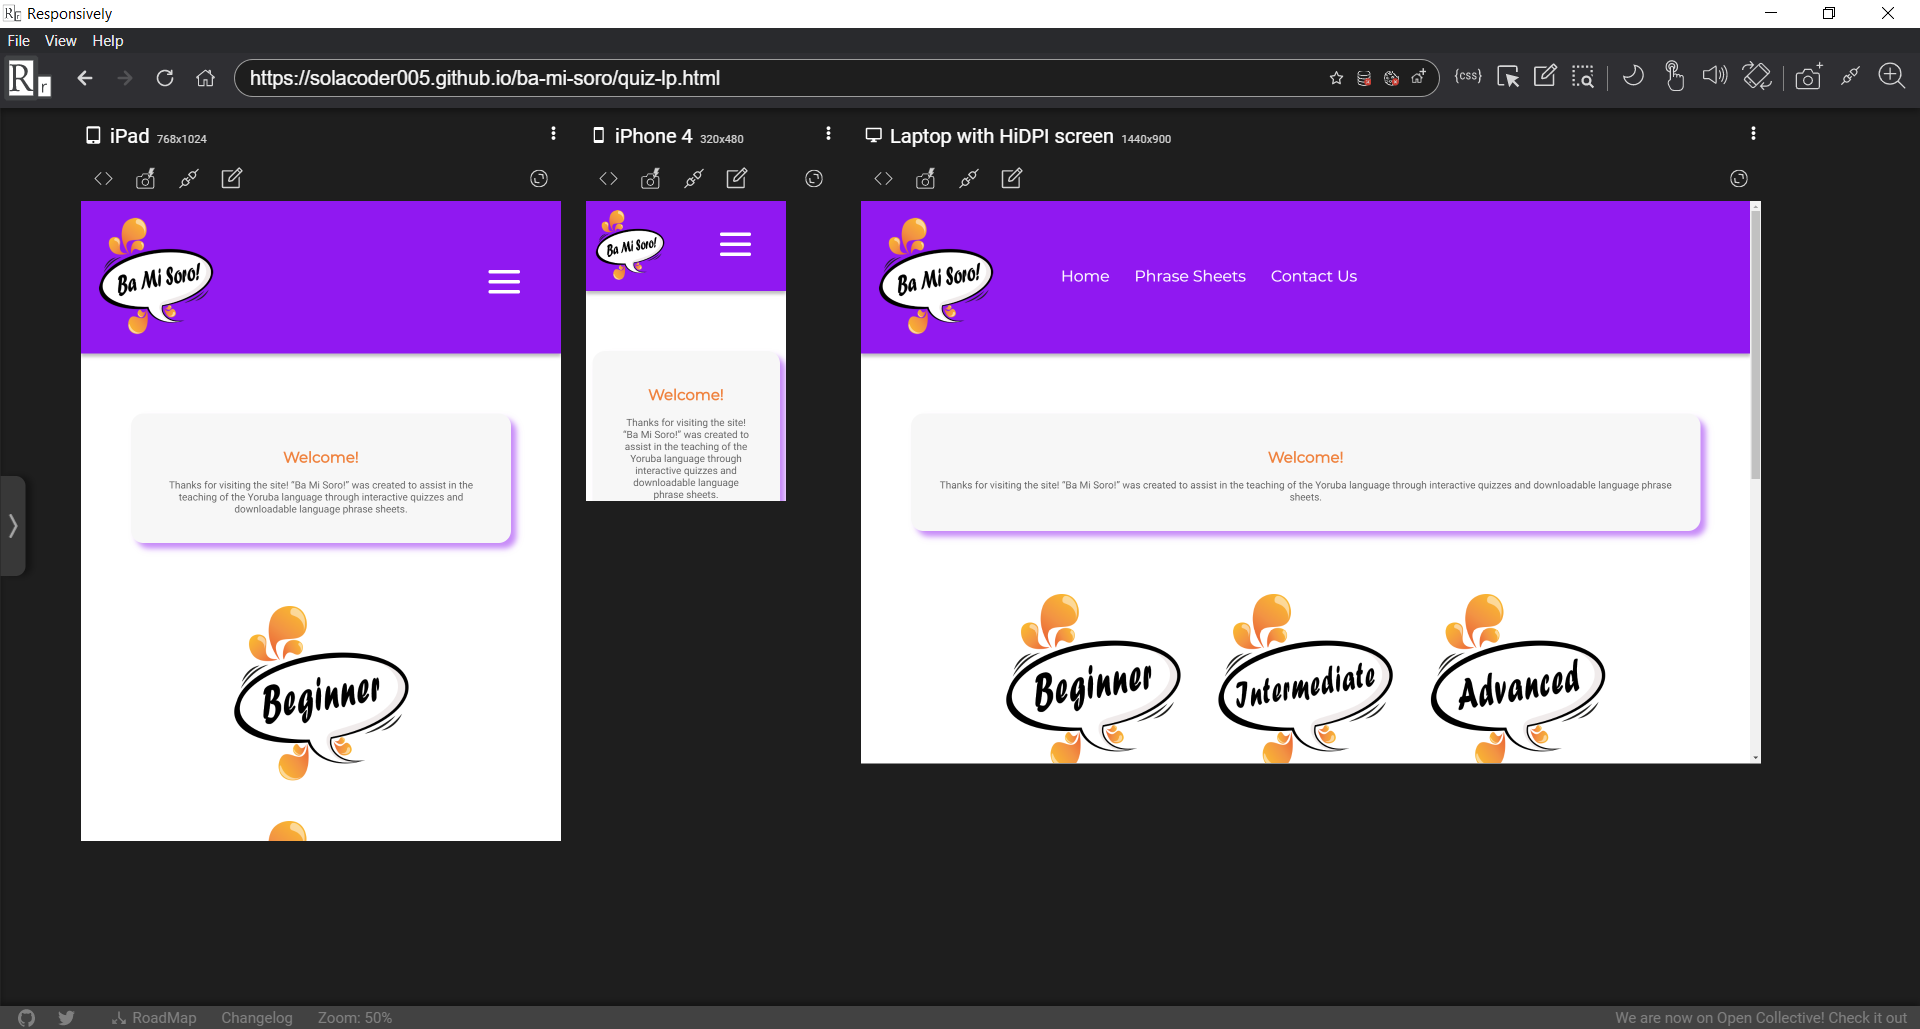 Rr Responsively
File View Help
Rr
https://solacoder005.github.io/ba-mi-soro/quiz-lp.html
{css}
iPad 768x1024
Ba Mi Soro!
Welcome!
Thanks for visiting the site! “Ba Mi Soro!” was created to assist in the
teaching of the Yoruba language through interactive quizzes and
downloadable language phrase sheets.
Beginner
iPhone 4 320x480
Ba Mi Soro!
Welcome!
Thanks for visiting the site!
“Ba Mi Soro!” was created to
assist in the teaching of the
Yoruba language through
interactive quizzes and
downloadable language
phrase sheets.
Laptop with HiDPI screen 1440x900
Ba Mi Soro!
Home Phrase Sheets Contact Us
Welcome!
Thanks for visiting the site! “Ba Mi Soro!” was created to assist in the teaching of the Yoruba language through interactive quizzes and downloadable language phrase
sheets.
Beginner Intermediate Advanced
RoadMap Changelog Zoom: 50% We are now on Open Collective! Check it out